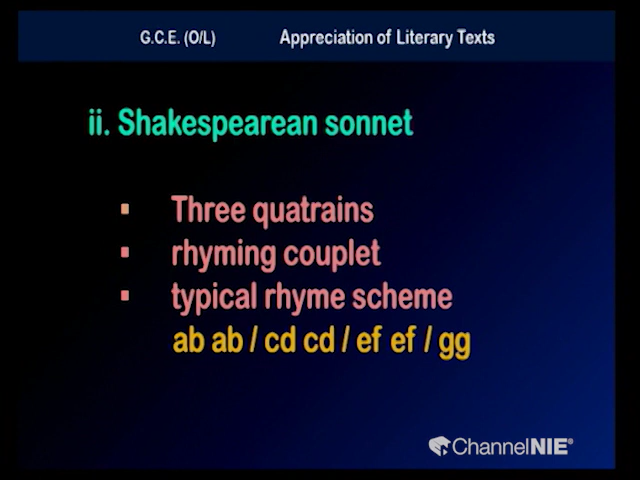 G.C.E. (O/L) Appreciation of Literary Texts
ii. Shakespearean sonnet
▪ Three quatrains
▪ rhyming couplet
▪ typical rhyme scheme
ab ab / cd cd / ef ef / gg
ChannelNIE®